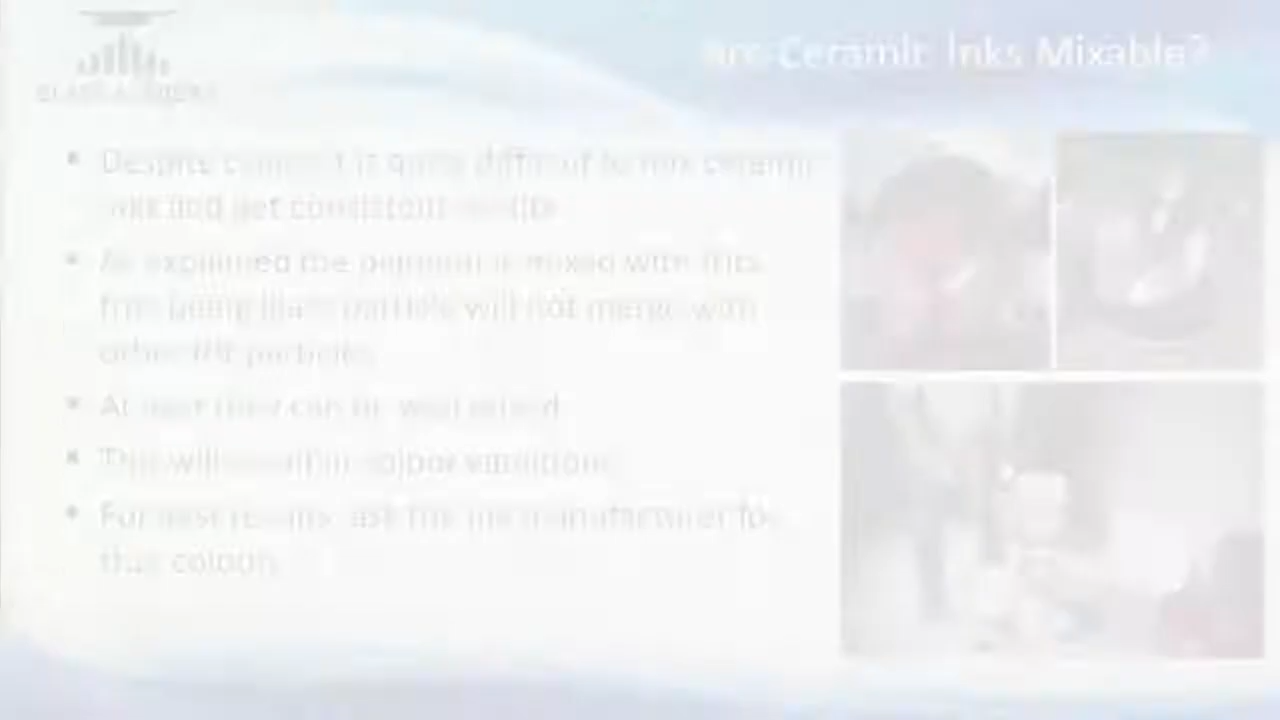 are Ceramic Inks Mixable?
Despite it is quite difficult to mix ceramic
inks and get consistent results
As explained the pigment is mixed with frits
frits being glass particle will not merge with
other frit particles
At best they can be well mixed
This will result in colour variations
For best results, ask the ink manufacturer for
that colour